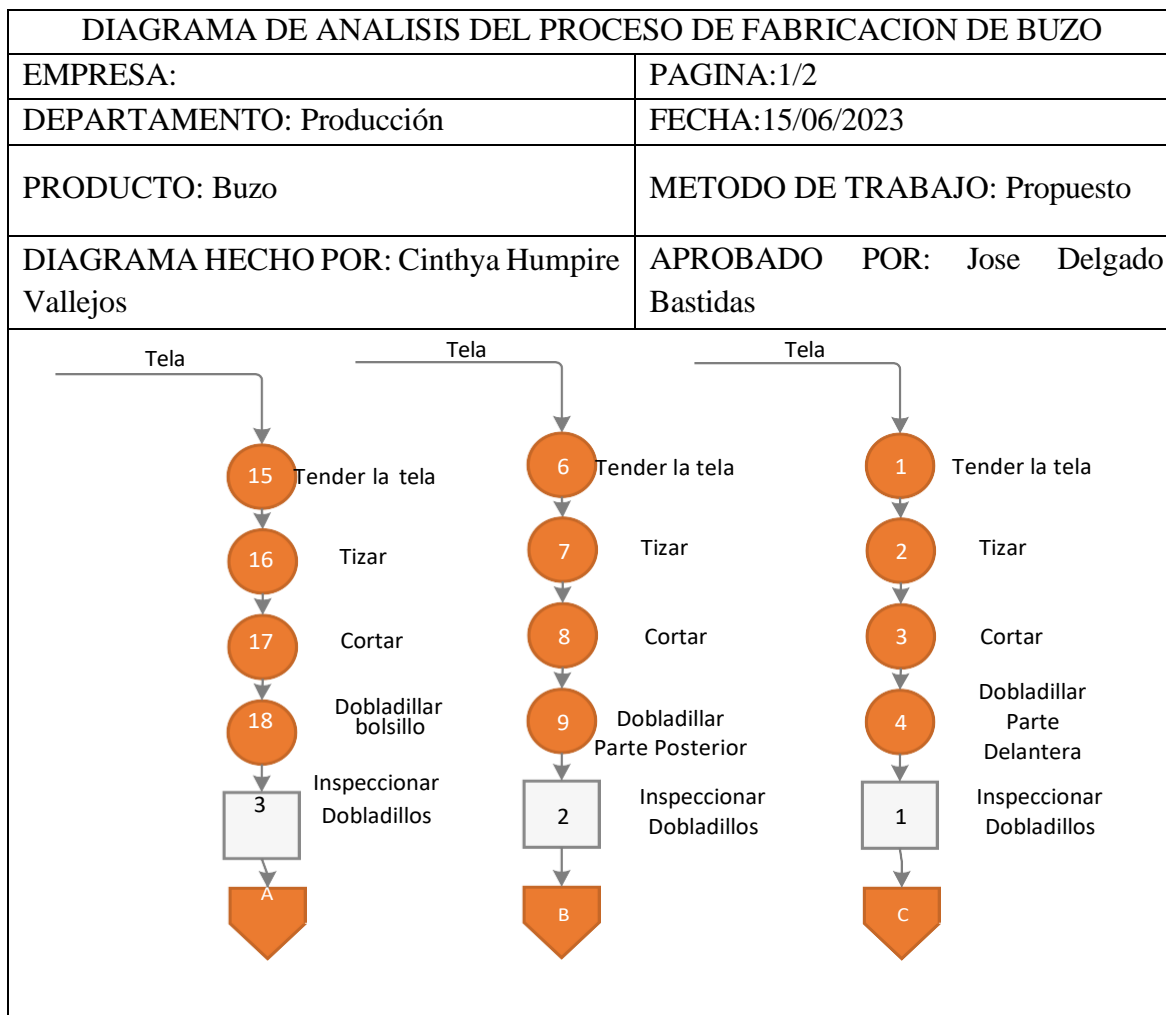 DIAGRAMA DE ANALISIS DEL PROCESO DE FABRICACION DE BUZO
EMPRESA:
PAGINA:1/2
DEPARTAMENTO: Producción
FECHA:15/06/2023
PRODUCTO: Buzo
METODO DE TRABAJO: Propuesto
DIAGRAMA HECHO POR: Cinthya Humpire
Vallejos
APROBADO POR: Jose Delgado
Bastidas
Tela
15
Tender la tela
16
Tizar
17
Cortar
18
Dobladillar
bolsillo
3
Inspeccionar
Dobladillos
A
Tela
6
Tender la tela
7
Tizar
8
Cortar
9
Dobladillar
Parte Posterior
2
Inspeccionar
Dobladillos
B
Tela
1
Tender la tela
2
Tizar
3
Cortar
4
Dobladillar
Parte
Delantera
1
Inspeccionar
Dobladillos
C